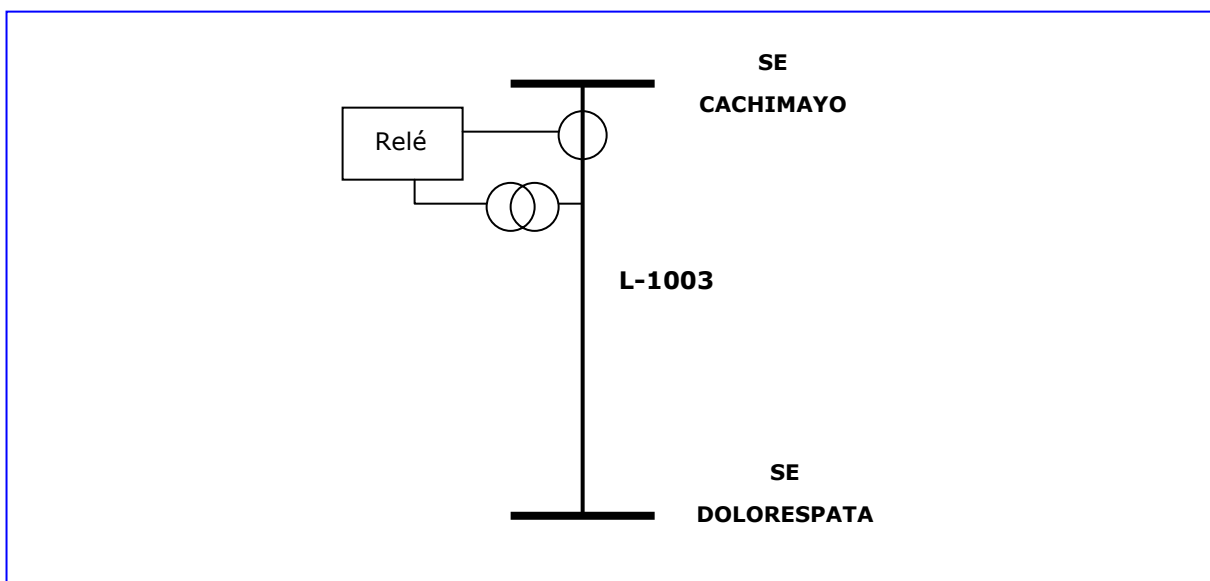 SE
CACHIMAYO
Relé
L-1003
SE
DOLORESPATA